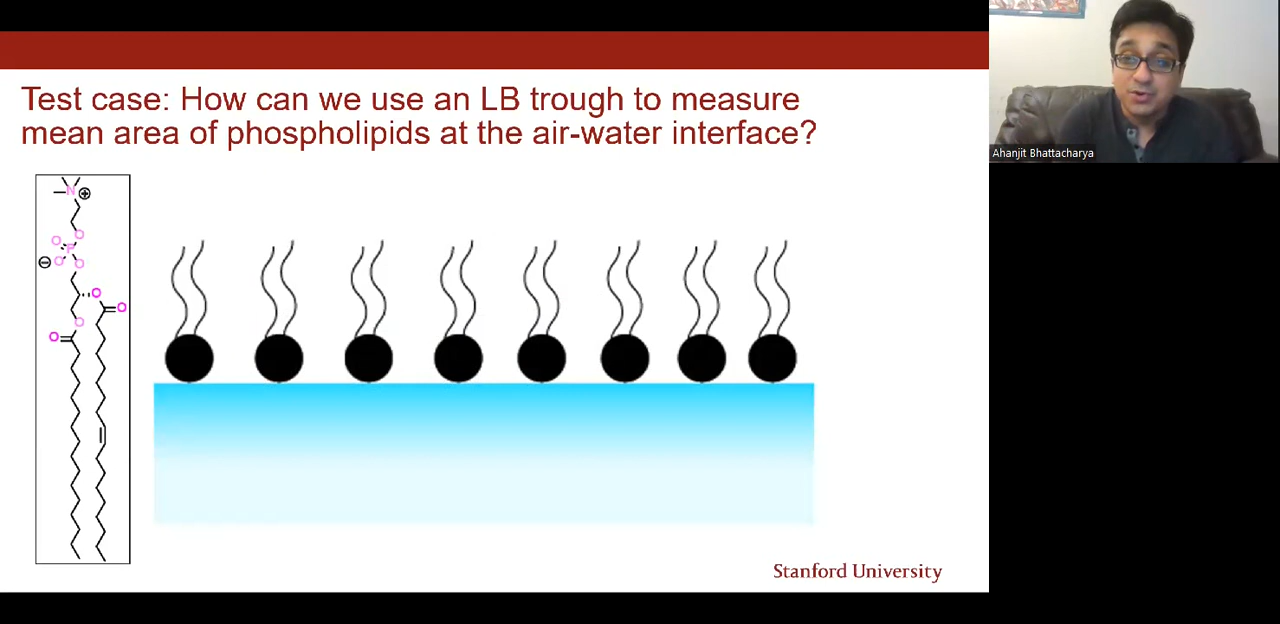 Test case: How can we use an LB trough to measure
mean area of phospholipids at the air-water interface?
Ahanjit Bhattacharya
N
⊕
O
O
P
⊖
O
O
O
O
O
O
Stanford University